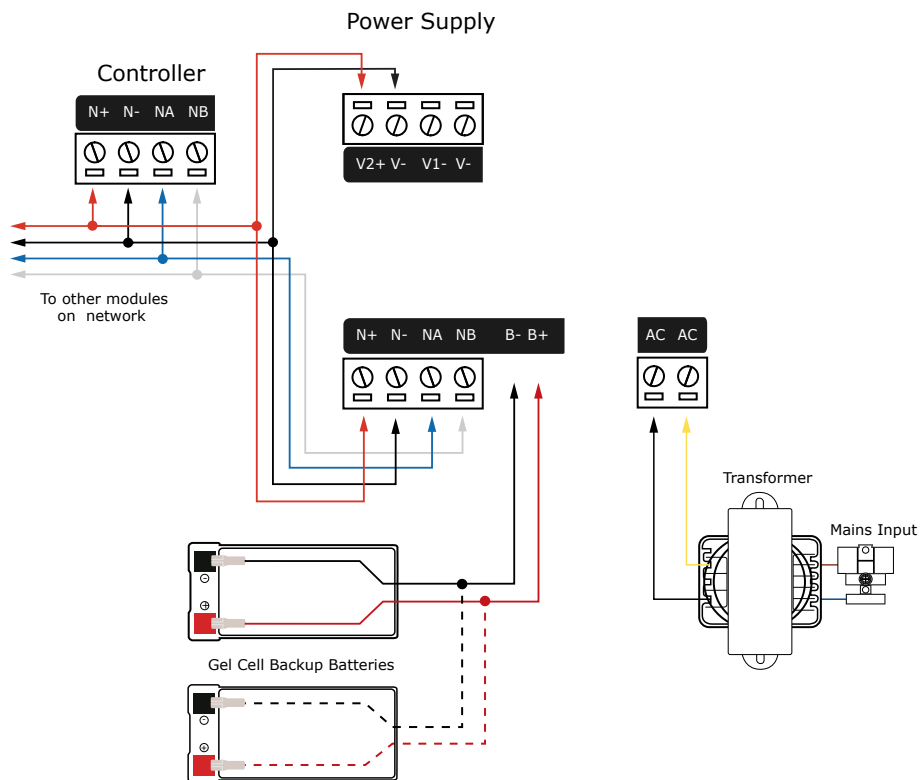 Power Supply
Controller
N+ N- NA NB
V2+ V- V1- V-
To other modules
on network
N+ N- NA NB B- B+
AC AC
Transformer
Mains Input
Gel Cell Backup Batteries